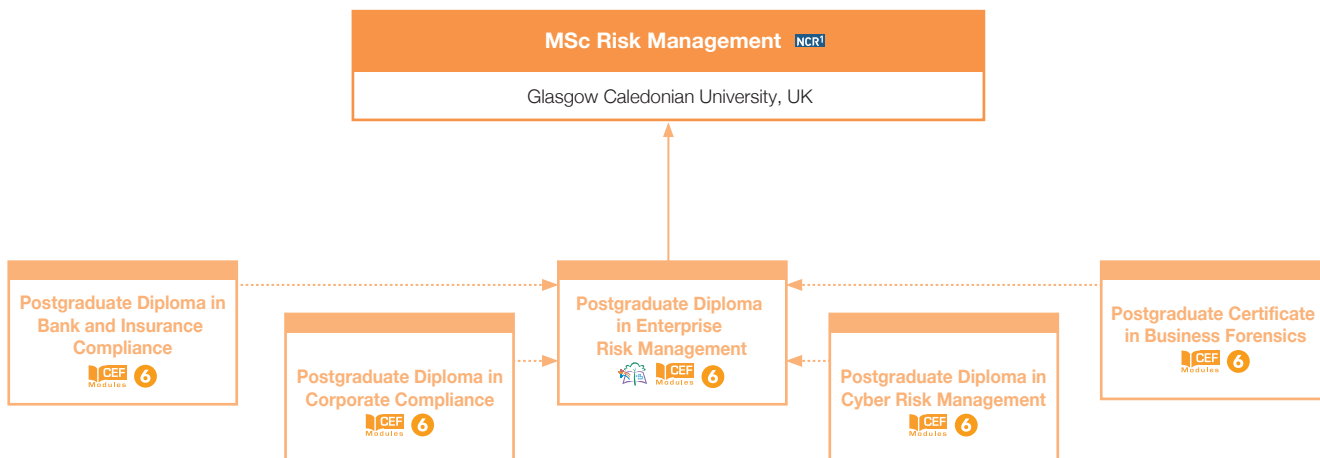 MSc Risk Management NCR1
Glasgow Caledonian University, UK
Postgraduate Diploma in
Bank and Insurance
Compliance
CEF
Modules 6
Postgraduate Diploma in
Corporate Compliance
CEF
Modules 6
Postgraduate Diploma
in Enterprise
Risk Management
CEF
Modules 6
Postgraduate Diploma in
Cyber Risk Management
CEF
Modules 6
Postgraduate Certificate
in Business Forensics
CEF
Modules 6